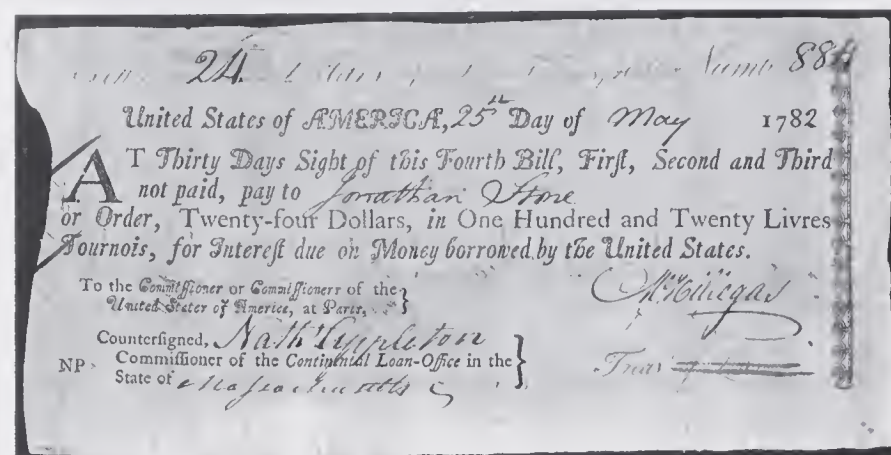 24. Numb. 88
United States of AMERICA, 25th Day of May 1782
AT Thirty Days Sight of this Fourth Bill, Firſt, Second and Third
not paid, pay to Jonathan Stone
or Order, Twenty-four Dollars, in One Hundred and Twenty Livres
Tournois, for Intereſt due on Money borrowed by the United States.
To the Commiſſioner or Commiſſioners of the
United States of America, at Paris,
M Hillegas
Counterſigned, Nathl Appleton
NP Commiſſioner of the Continental Loan-Office in the
State of Massachusetts
Treas